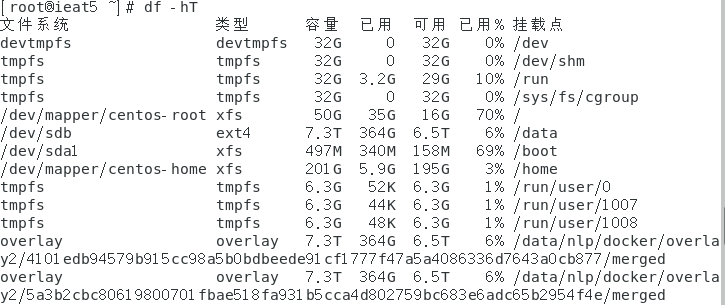 [root@ieat5 ~]# df -hT
文件系统 类型 容量 已用 可用 已用% 挂载点
devtmpfs devtmpfs 32G 0 32G 0% /dev
tmpfs tmpfs 32G 0 32G 0% /dev/shm
tmpfs tmpfs 32G 3.2G 29G 10% /run
tmpfs tmpfs 32G 0 32G 0% /sys/fs/cgroup
/dev/mapper/centos-root xfs 50G 35G 16G 70% /
/dev/sdb ext4 7.3T 364G 6.5T 6% /data
/dev/sda1 xfs 497M 340M 158M 69% /boot
/dev/mapper/centos-home xfs 201G 5.9G 195G 3% /home
tmpfs tmpfs 6.3G 52K 6.3G 1% /run/user/0
tmpfs tmpfs 6.3G 44K 6.3G 1% /run/user/1007
tmpfs tmpfs 6.3G 48K 6.3G 1% /run/user/1008
overlay overlay 7.3T 364G 6.5T 6% /data/nlp/docker/overla
y2/4101edb94579b915cc98a5b0bdbeede91cf1777f47a5a4086336d7643a0cb877/merged
overlay overlay 7.3T 364G 6.5T 6% /data/nlp/docker/overla
y2/5a3b2cbc80619800701fbae518fa931b5cca4d802759bc683e6adc65b2954f4e/merged